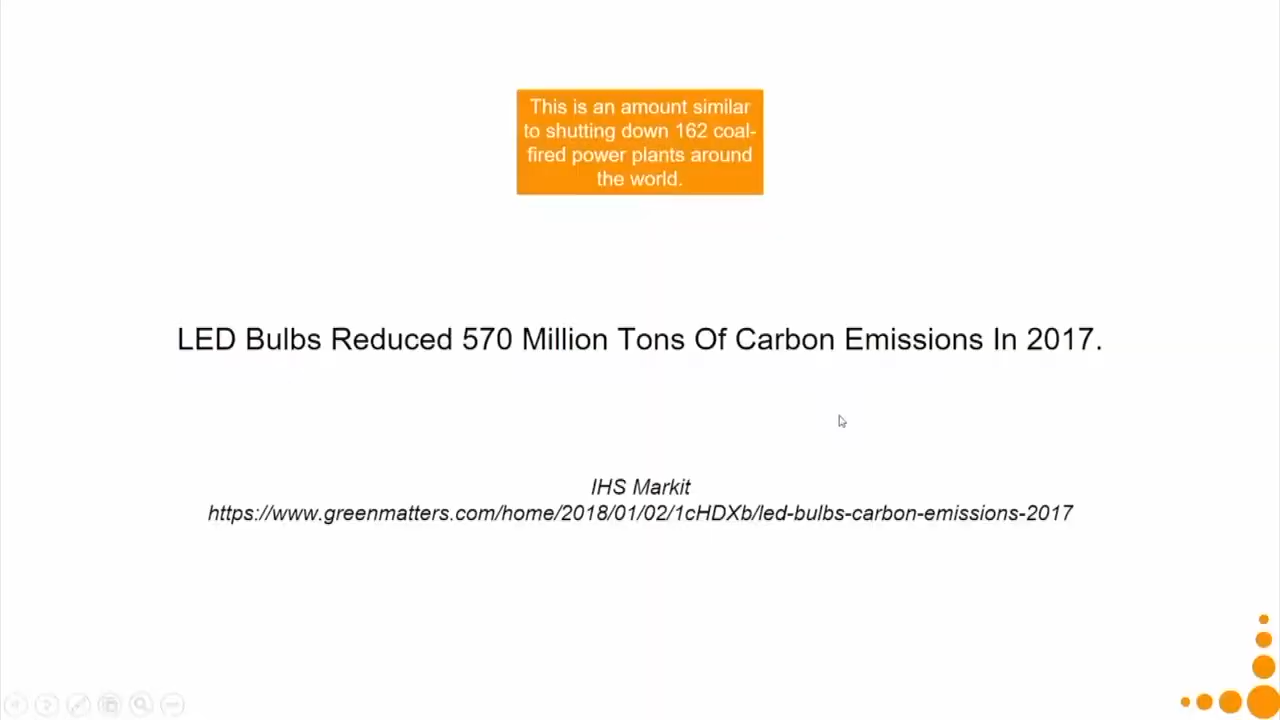 This is an amount similar
to shutting down 162 coal-
fired power plants around
the world.
LED Bulbs Reduced 570 Million Tons Of Carbon Emissions In 2017.
IHS Markit
https://www.greenmatters.com/home/2018/01/02/1cHDXb/led-bulbs-carbon-emissions-2017